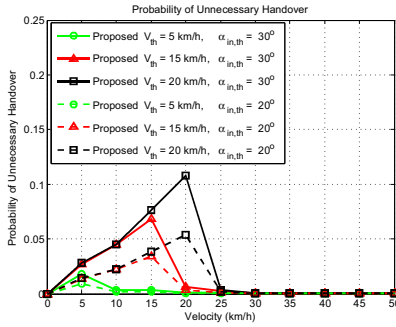 Probability of Unnecessary Handover
Probability of Unnecessary Handover
0.25
0.2
0.15
0.1
0.05
0
Proposed V_th = 5 km/h, α_in,th = 30°
Proposed V_th = 15 km/h, α_in,th = 30°
Proposed V_th = 20 km/h, α_in,th = 30°
Proposed V_th = 5 km/h, α_in,th = 20°
Proposed V_th = 15 km/h, α_in,th = 20°
Proposed V_th = 20 km/h, α_in,th = 20°
0 5 10 15 20 25 30 35 40 45 50
Velocity (km/h)